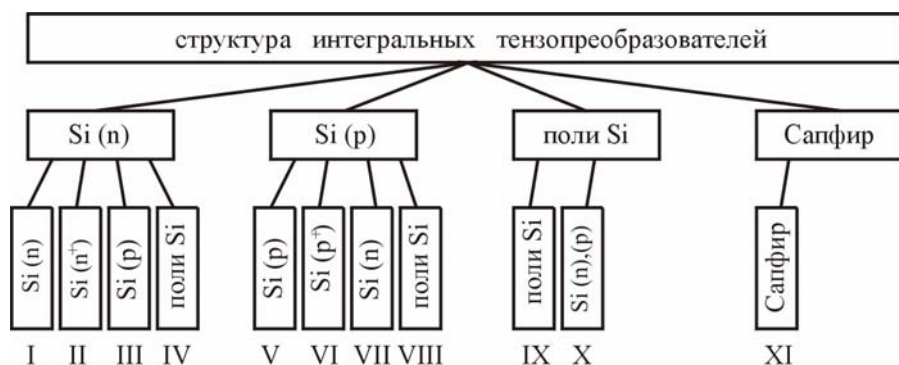 структура интегральных тензопреобразователей
Si (n)
Si (p)
поли Si
Сапфир
Si (n)
Si (n⁺)
Si (p)
поли Si
Si (p)
Si (p⁺)
Si (n)
поли Si
поли Si
Si (n),(p)
Сапфир
I II III IV V VI VII VIII IX X XI